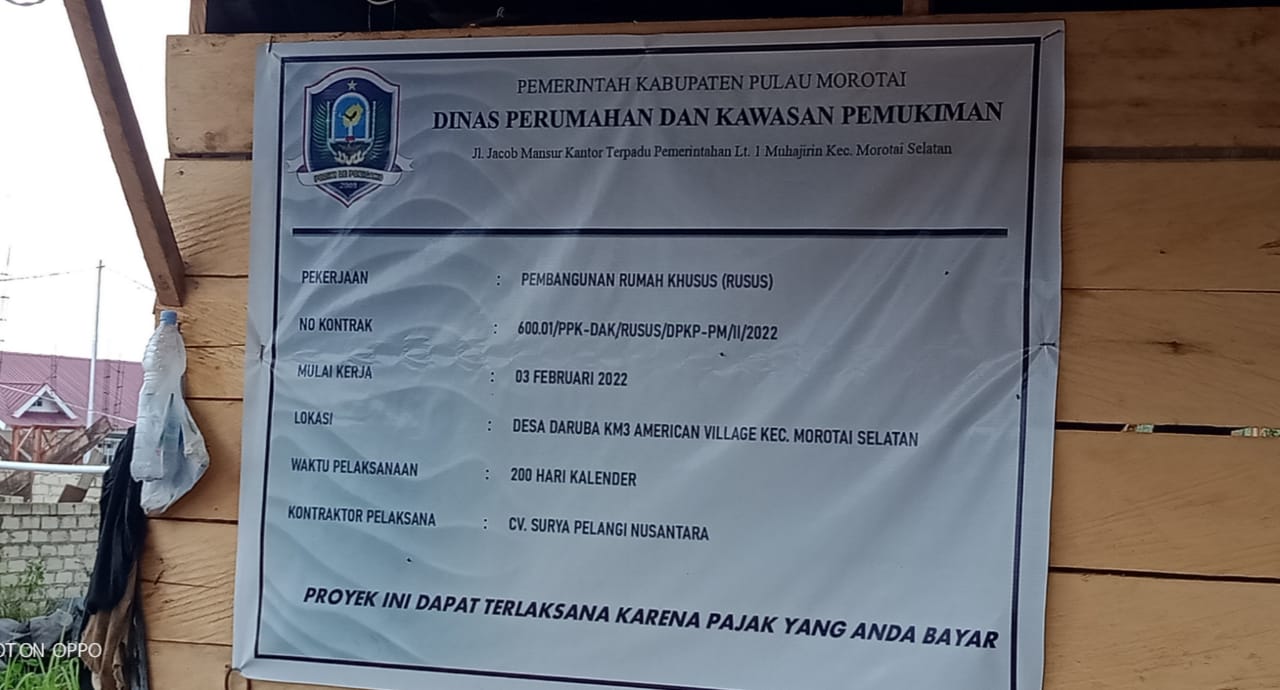 PEMERINTAH KABUPATEN PULAU MOROTAI
DINAS PERUMAHAN DAN KAWASAN PEMUKIMAN
Jl. Jacob Mansur Kantor Terpadu Pemerintahan Lt. 1 Muhajirin Kec. Morotai Selatan
PEKERJAAN : PEMBANGUNAN RUMAH KHUSUS (RUSUS)
NO KONTRAK : 600.01/PPK-DAK/RUSUS/DPKP-PM/II/2022
MULAI KERJA : 03 FEBRUARI 2022
LOKASI : DESA DARUBA KM3 AMERICAN VILLAGE KEC. MOROTAI SELATAN
WAKTU PELAKSANAAN : 200 HARI KALENDER
KONTRAKTOR PELAKSANA : CV. SURYA PELANGI NUSANTARA
PROYEK INI DAPAT TERLAKSANA KARENA PAJAK YANG ANDA BAYAR
OT ON OPPO